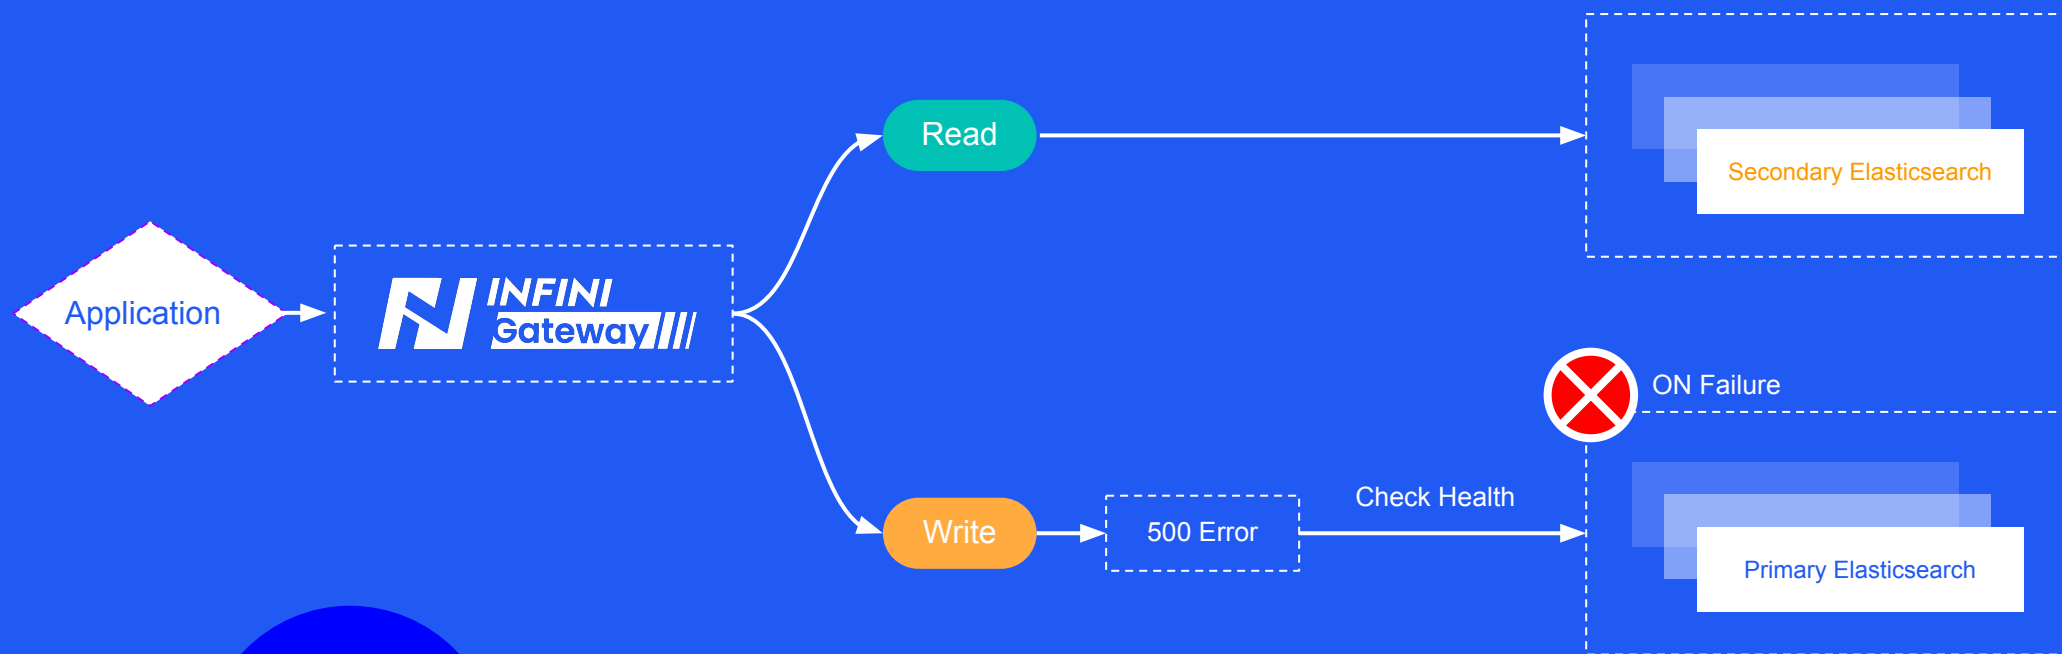 Read
Secondary Elasticsearch
Application
INFINI
Gateway
ON Failure
Check Health
Write
500 Error
Primary Elasticsearch